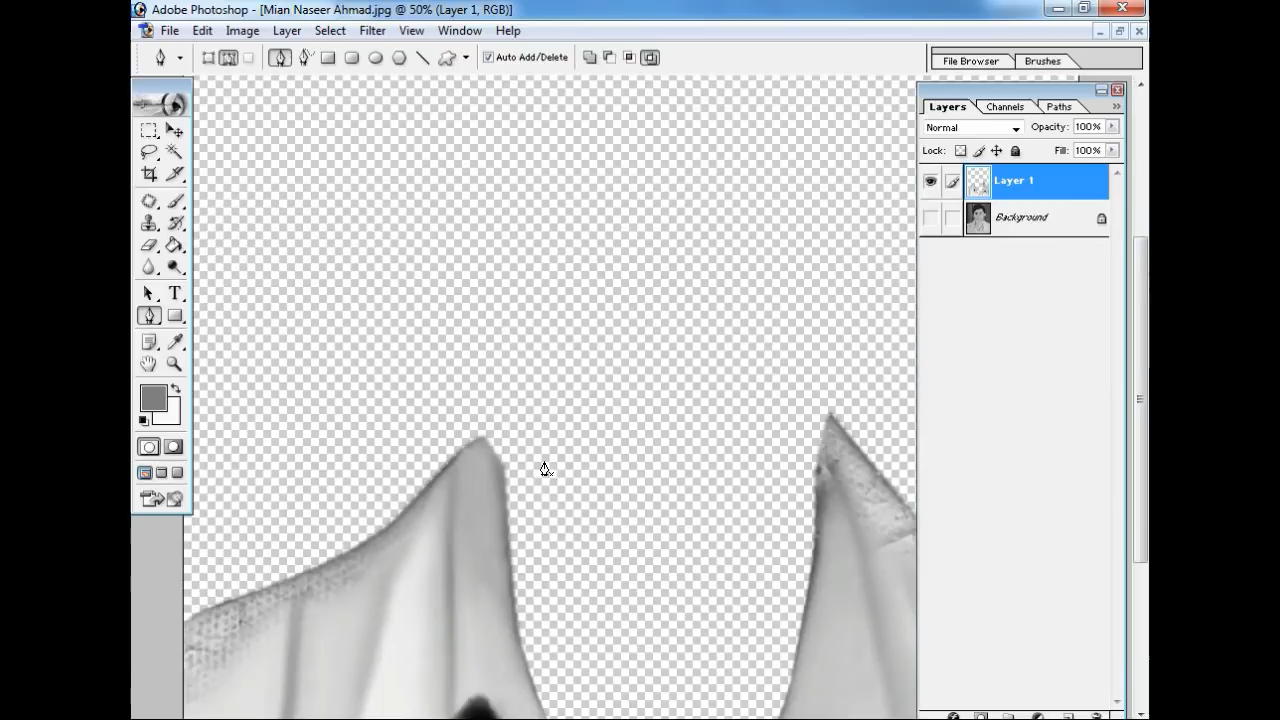 Adobe Photoshop - [Mian Naseer Ahmad.jpg @ 50% (Layer 1, RGB)]
File Edit Image Layer Select Filter View Window Help
Auto Add/Delete File Browser Brushes
Layers Channels Paths
Normal Opacity: 100%
Lock: Fill: 100%
Layer 1
Background
T